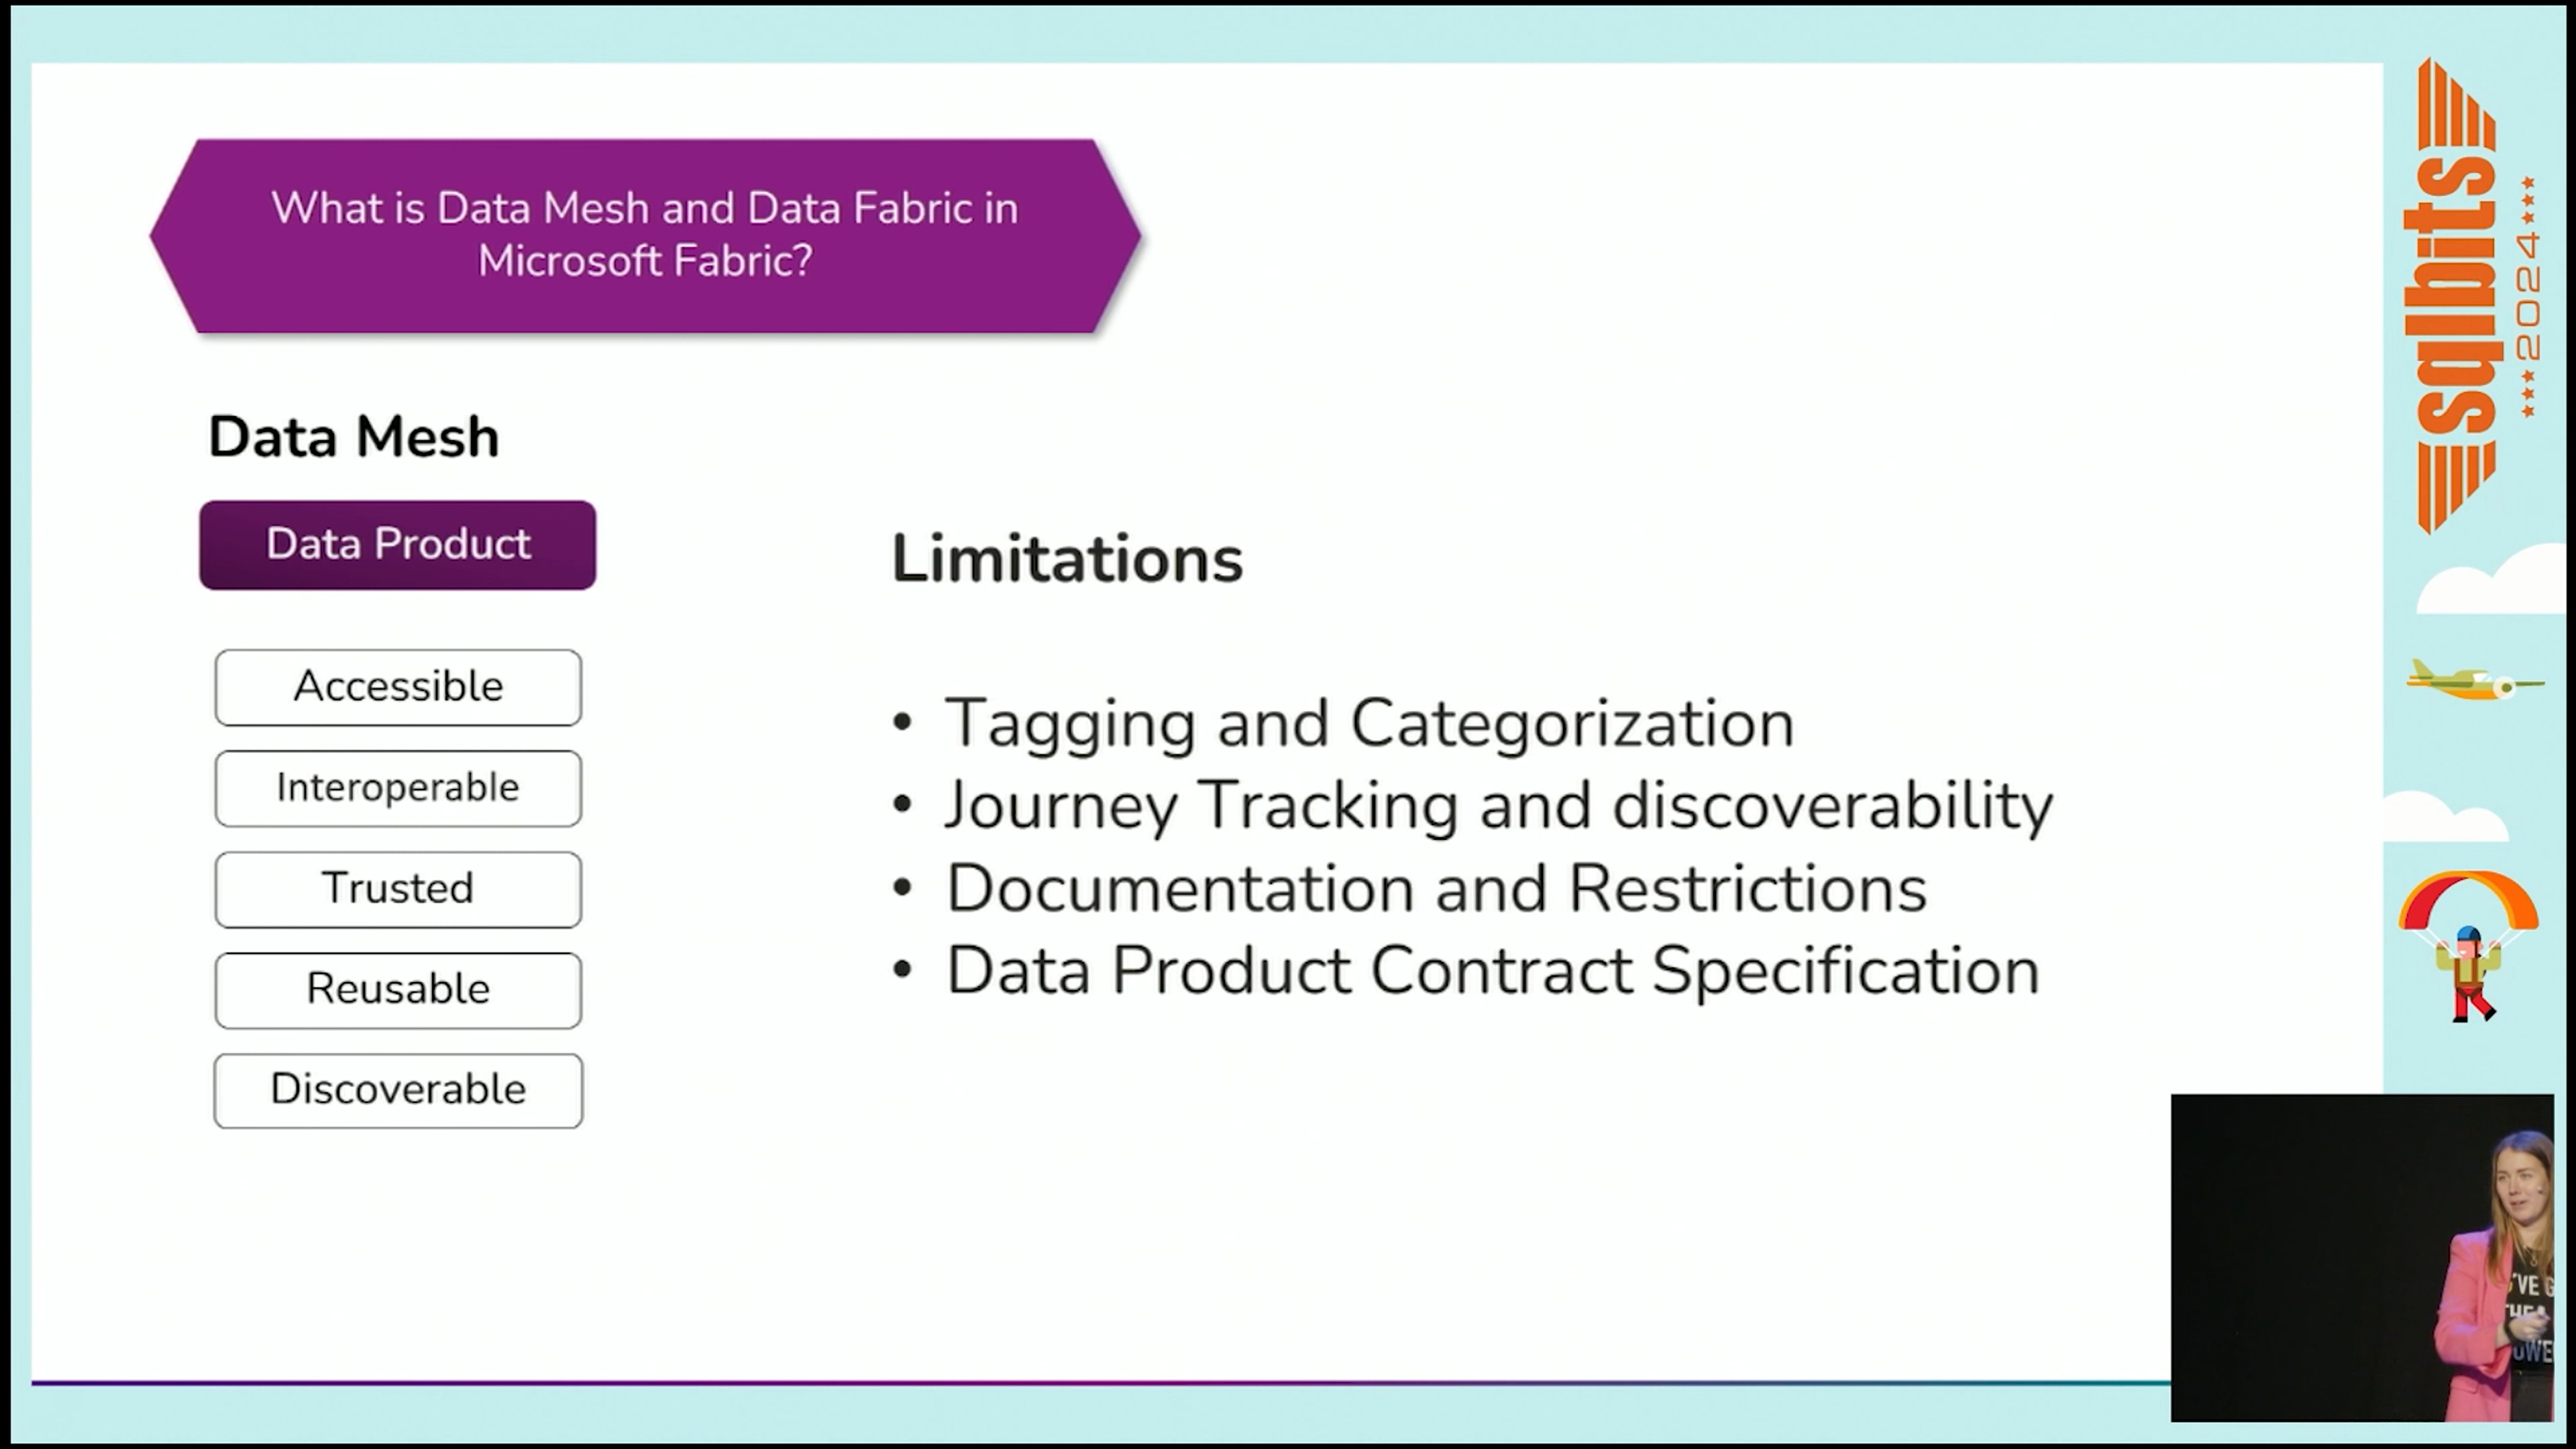 What is Data Mesh and Data Fabric in
Microsoft Fabric?
Data Mesh
Data Product
Accessible
Interoperable
Trusted
Reusable
Discoverable
Limitations
• Tagging and Categorization
• Journey Tracking and discoverability
• Documentation and Restrictions
• Data Product Contract Specification
sqlbits
2024
'VE G